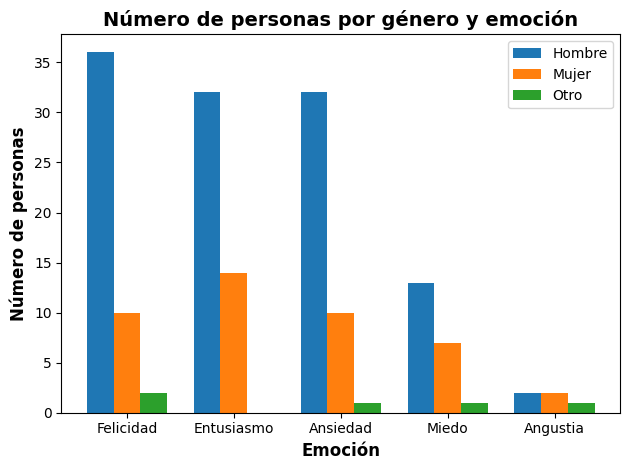 Número de personas por género y emoción
Hombre
Mujer
Otro
Número de personas
35
30
25
20
15
10
5
0
Felicidad Entusiasmo Ansiedad Miedo Angustia
Emoción